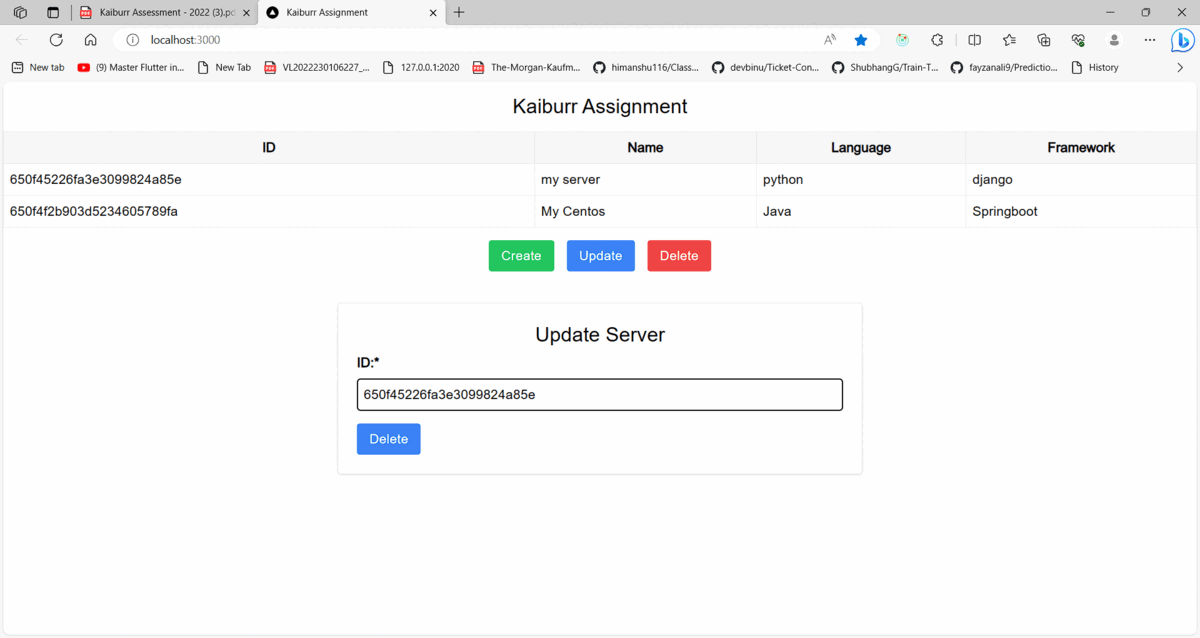 Kaiburr Assessment - 2022 (3).pd
Kaiburr Assignment
localhost:3000
New tab
(9) Master Flutter in...
New Tab
VL2022230106227_...
127.0.0.1:2020
The-Morgan-Kaufm...
himanshu116/Class...
devbinu/Ticket-Con...
ShubhangG/Train-T...
fayzanali9/Predictio...
History
Kaiburr Assignment
ID Name Language Framework
650f45226fa3e3099824a85e my server python django
650f4f2b903d5234605789fa My Centos Java Springboot
Create Update Delete
Update Server
ID:*
650f45226fa3e3099824a85e
Delete